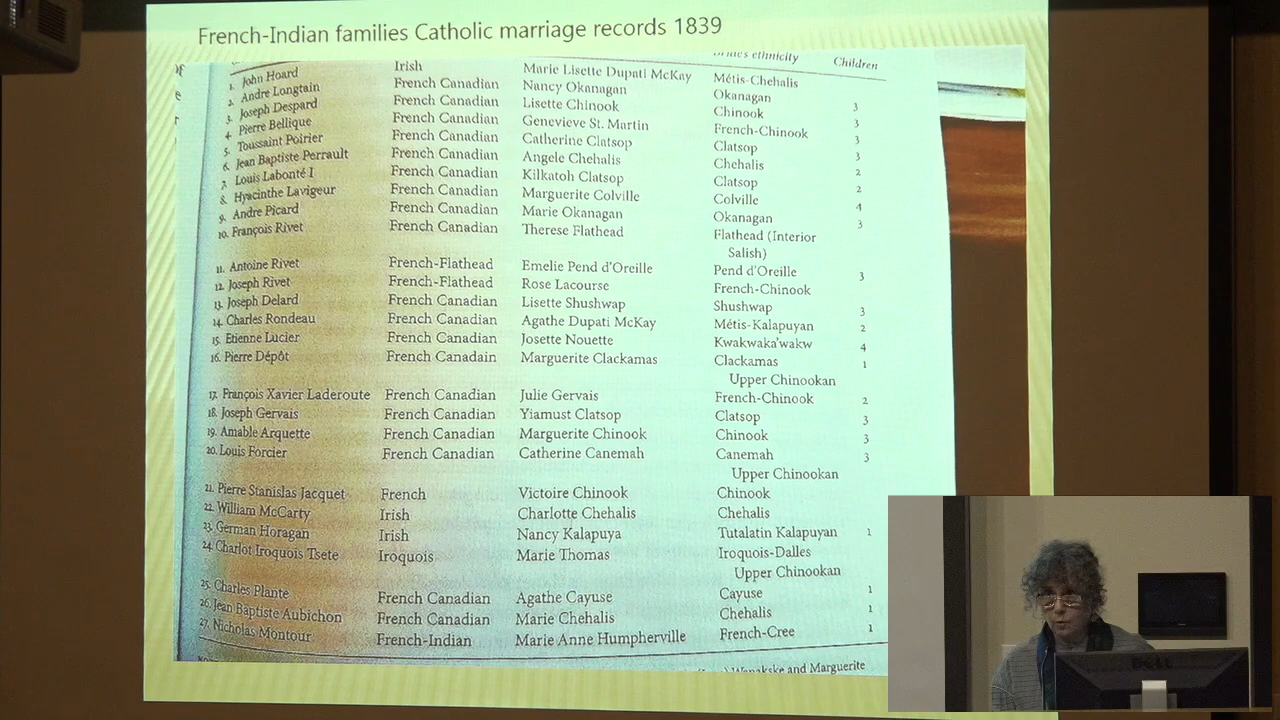 French-Indian families Catholic marriage records 1839
ethnicity Children
1. John Hoard Irish Marie Lisette Dupati McKay Métis-Chehalis
2. Andre Longtain French Canadian Nancy Okanagan Okanagan 3
3. Joseph Despard French Canadian Lisette Chinook Chinook 3
4. Pierre Bellique French Canadian Genevieve St. Martin French-Chinook 3
5. Toussaint Poirier French Canadian Catherine Clatsop Clatsop 3
6. Jean Baptiste Perrault French Canadian Angele Chehalis Chehalis 2
7. Louis Labonté I French Canadian Kilkatoh Clatsop Clatsop 2
8. Hyacinthe Lavigeur French Canadian Marguerite Colville Colville 4
9. Andre Picard French Canadian Marie Okanagan Okanagan 3
10. François Rivet French Canadian Therese Flathead Flathead (Interior
Salish)
11. Antoine Rivet French-Flathead Emelie Pend d'Oreille Pend d'Oreille 3
12. Joseph Rivet French-Flathead Rose Lacourse French-Chinook
13. Joseph Delard French Canadian Lisette Shushwap Shushwap 3
14. Charles Rondeau French Canadian Agathe Dupati McKay Métis-Kalapuyan 2
15. Etienne Lucier French Canadian Josette Nouette Kwakwaka'wakw 4
16. Pierre Dépôt French Canadain Marguerite Clackamas Clackamas 1
Upper Chinookan
17. François Xavier Laderoute French Canadian Julie Gervais French-Chinook 2
18. Joseph Gervais French Canadian Yiamust Clatsop Clatsop 3
19. Amable Arquette French Canadian Marguerite Chinook Chinook 3
20. Louis Forcier French Canadian Catherine Canemah Canemah 3
Upper Chinookan
21. Pierre Stanislas Jacquet French Victoire Chinook Chinook
22. William McCarty Irish Charlotte Chehalis Chehalis
23. German Horagan Irish Nancy Kalapuya Tutalatin Kalapuyan 1
24. Charlot Iroquois Tsete Iroquois Marie Thomas Iroquois-Dalles
Upper Chinookan
25. Charles Plante French Canadian Agathe Cayuse Cayuse 1
26. Jean Baptiste Aubichon French Canadian Marie Chehalis Chehalis 1
27. Nicholas Montour French-Indian Marie Anne Humpherville French-Cree 1
and Marguerite
DELL